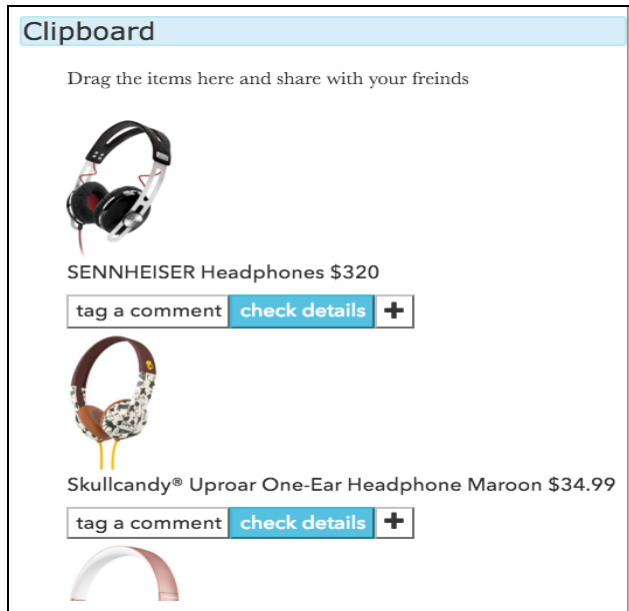 Clipboard
Drag the items here and share with your freinds
SENNHEISER Headphones $320
tag a comment check details +
Skullcandy® Uproar One-Ear Headphone Maroon $34.99
tag a comment check details +